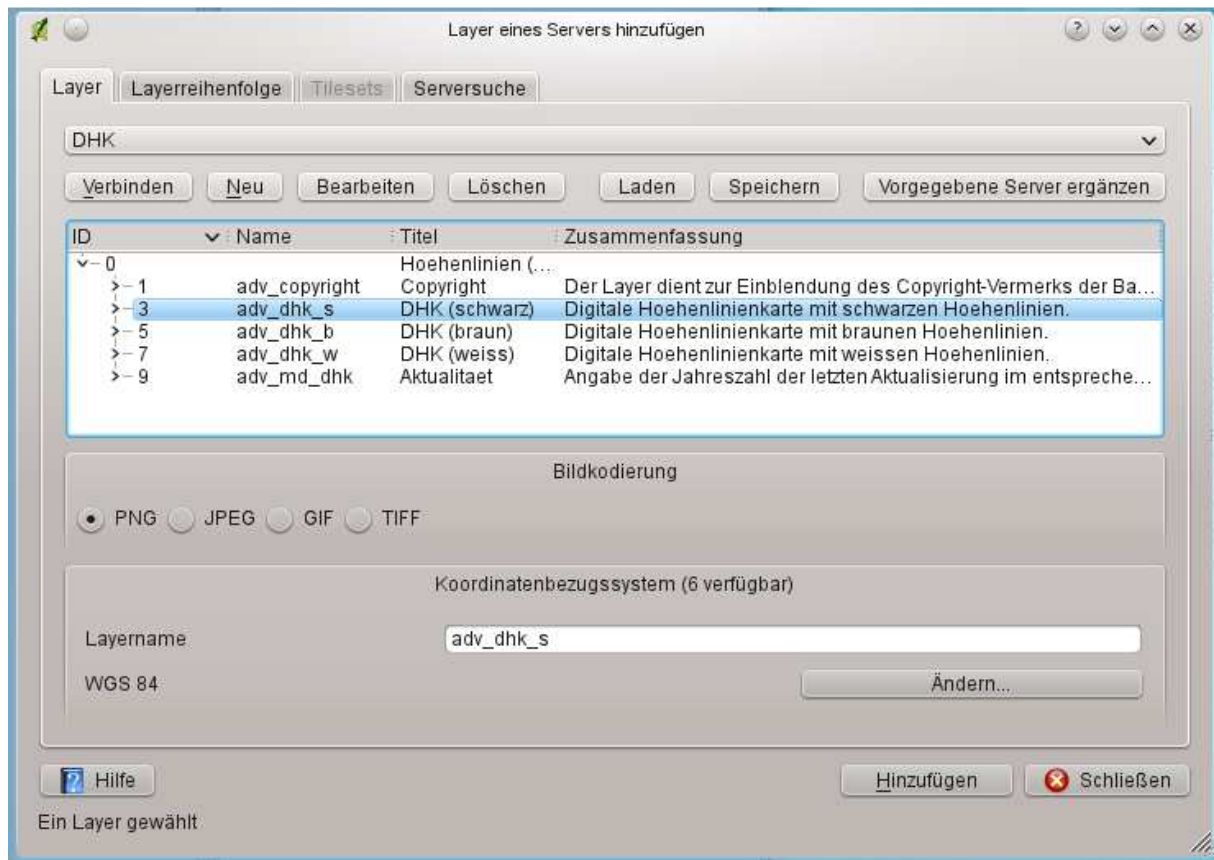 Layer eines Servers hinzufügen
Layer Layerreihenfolge Tilesets Serversuche
DHK
Verbinden Neu Bearbeiten Löschen Laden Speichern Vorgegebene Server ergänzen
ID Name Titel Zusammenfassung
0 Hoehenlinien (...
1 adv_copyright Copyright Der Layer dient zur Einblendung des Copyright-Vermerks der Ba...
3 adv_dhk_s DHK (schwarz) Digitale Hoehenlinienkarte mit schwarzen Hoehenlinien.
5 adv_dhk_b DHK (braun) Digitale Hoehenlinienkarte mit braunen Hoehenlinien.
7 adv_dhk_w DHK (weiss) Digitale Hoehenlinienkarte mit weissen Hoehenlinien.
9 adv_md_dhk Aktualitaet Angabe der Jahreszahl der letzten Aktualisierung im entspreche...
Bildkodierung
PNG JPEG GIF TIFF
Koordinatenbezugssystem (6 verfügbar)
Layername adv_dhk_s
WGS 84 Ändern...
Hilfe Hinzufügen Schließen
Ein Layer gewählt